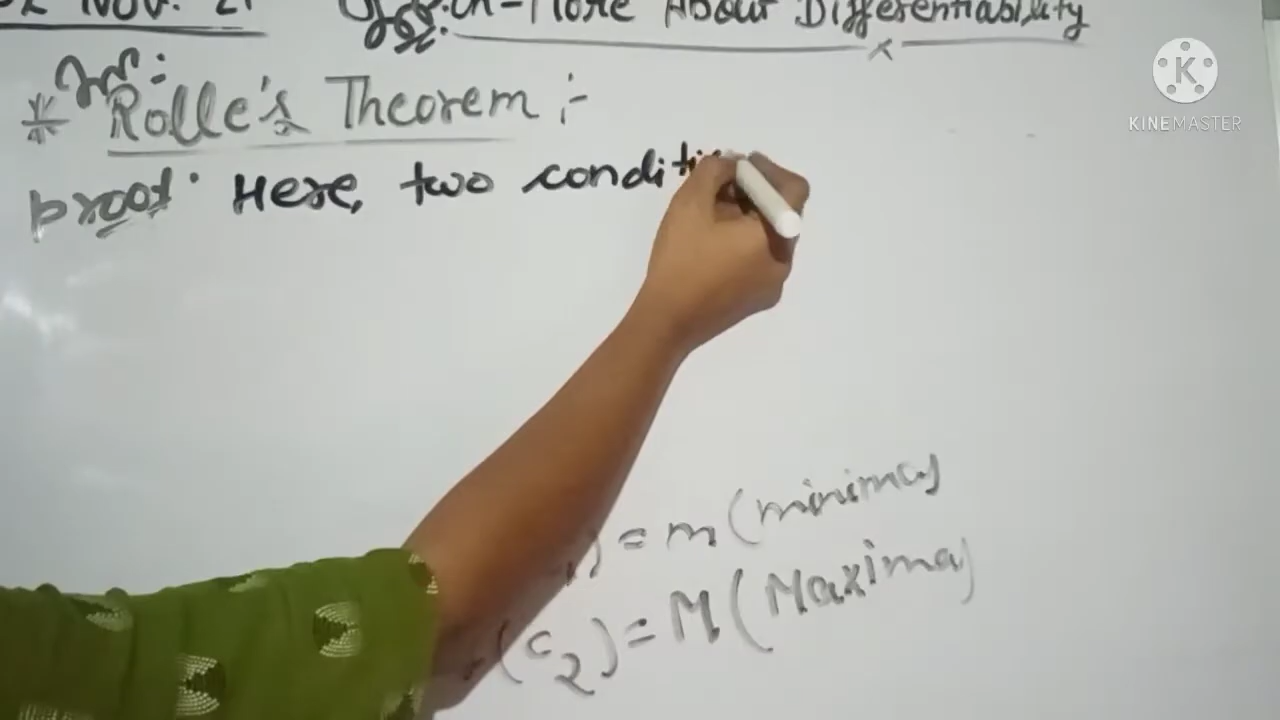 Nov. 21
More About Differentiability
* Rolle's Theorem :-
KINEMASTER
proof. Here, two conditi
) = m (minima)
(c2) = M (Maxima)